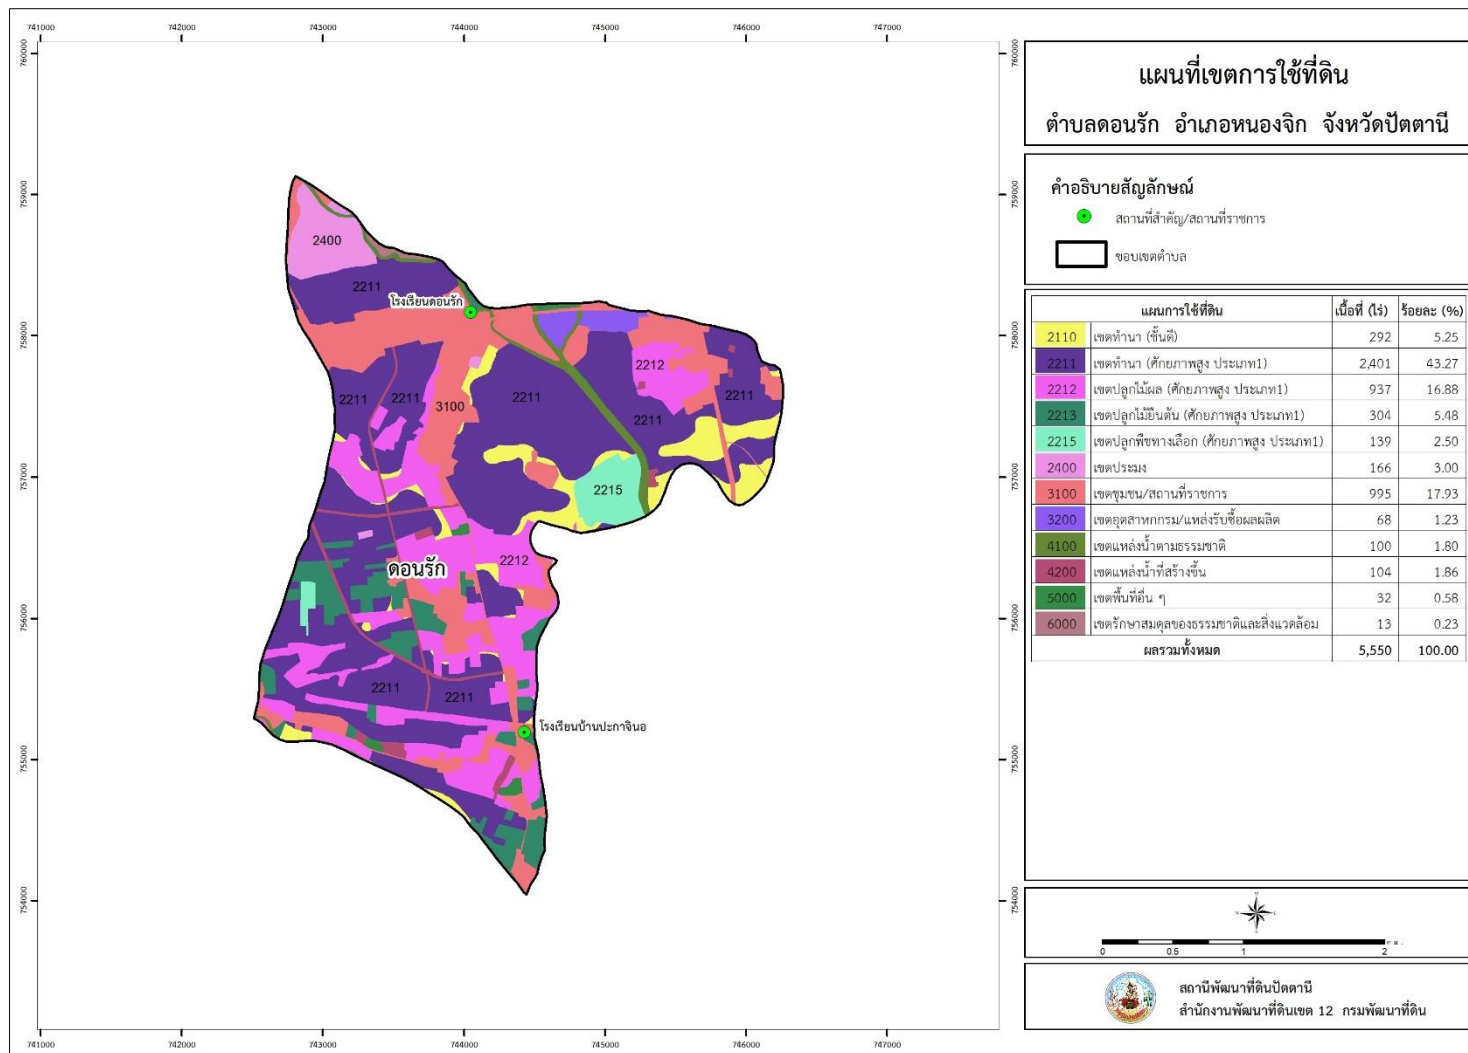 741000 742000 743000 744000 745000 746000 747000
760000 759000 758000 757000 756000 755000 754000
2400
2211
โรงเรียนดอนรัก
2212
2211
2211
3100
2211
2211
2211
2215
2212
ดอนรัก
2211
2211
โรงเรียนบ้านปะกาจินอ
760000 759000 758000 757000 756000 755000 754000
741000 742000 743000 744000 745000 746000 747000
แผนที่เขตการใช้ที่ดิน
ตำบลดอนรัก อำเภอหนองจิก จังหวัดปัตตานี
คำอธิบายสัญลักษณ์
สถานที่สำคัญ/สถานที่ราชการ
ขอบเขตตำบล
แผนการใช้ที่ดิน เนื้อที่ (ไร่) ร้อยละ (%)
2110 เขตทำนา (ชั้นดี) 292 5.25
2211 เขตทำนา (ศักยภาพสูง ประเภท1) 2,401 43.27
2212 เขตปลูกไม้ผล (ศักยภาพสูง ประเภท1) 937 16.88
2213 เขตปลูกไม้ยืนต้น (ศักยภาพสูง ประเภท1) 304 5.48
2215 เขตปลูกพืชทางเลือก (ศักยภาพสูง ประเภท1) 139 2.50
2400 เขตประมง 166 3.00
3100 เขตชุมชน/สถานที่ราชการ 995 17.93
3200 เขตอุตสาหกกรม/แหล่งรับซื้อผลผลิต 68 1.23
4100 เขตแหล่งน้ำตามธรรมชาติ 100 1.80
4200 เขตแหล่งน้ำที่สร้างขึ้น 104 1.86
5000 เขตพื้นที่อื่น ๆ 32 0.58
6000 เขตรักษาสมดุลของธรรมชาติและสิ่งแวดล้อม 13 0.23
ผลรวมทั้งหมด 5,550 100.00
0 0.5 1 2
สถานีพัฒนาที่ดินปัตตานี
สำนักงานพัฒนาที่ดินเขต 12 กรมพัฒนาที่ดิน